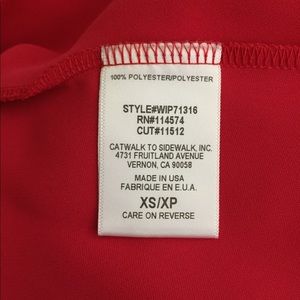 100% POLYESTER/POLYESTER
STYLE#WIP71316
RN#114574
CUT#11512
CATWALK TO SIDEWALK, INC.
4731 FRUITLAND AVENUE
VERNON, CA 90058
MADE IN USA
FABRIQUE EN E.U.A.
XS/XP
CARE ON REVERSE